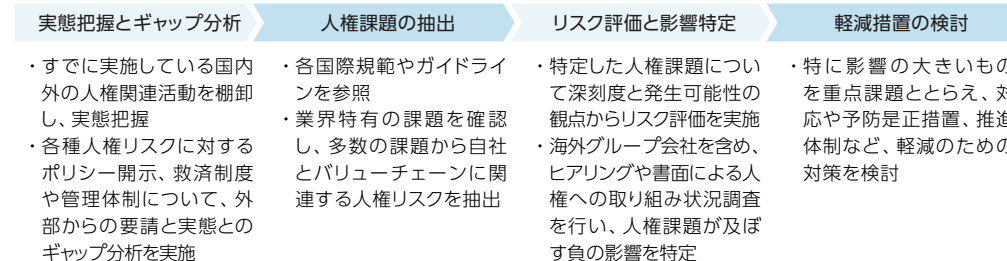 実態把握とギャップ分析
・すでに実施している国内
外の人権関連活動を棚卸
し、実態把握
・各種人権リスクに対する
ポリシー開示、救済制度
や管理体制について、外
部からの要請と実態との
ギャップ分析を実施
人権課題の抽出
・各国際規範やガイドライ
ンを参照
・業界特有の課題を確認
し、多数の課題から自社
とバリューチェーンに関
連する人権リスクを抽出
リスク評価と影響特定
・特定した人権課題につい
て深刻度と発生可能性の
観点からリスク評価を実施
・海外グループ会社を含め、
ヒアリングや書面による人
権への取り組み状況調査
を行い、人権課題が及ぼ
す負の影響を特定
軽減措置の検討
・特に影響の大きいもの
を重点課題ととらえ、対
応や予防是正措置、推進
体制など、軽減のための
対策を検討